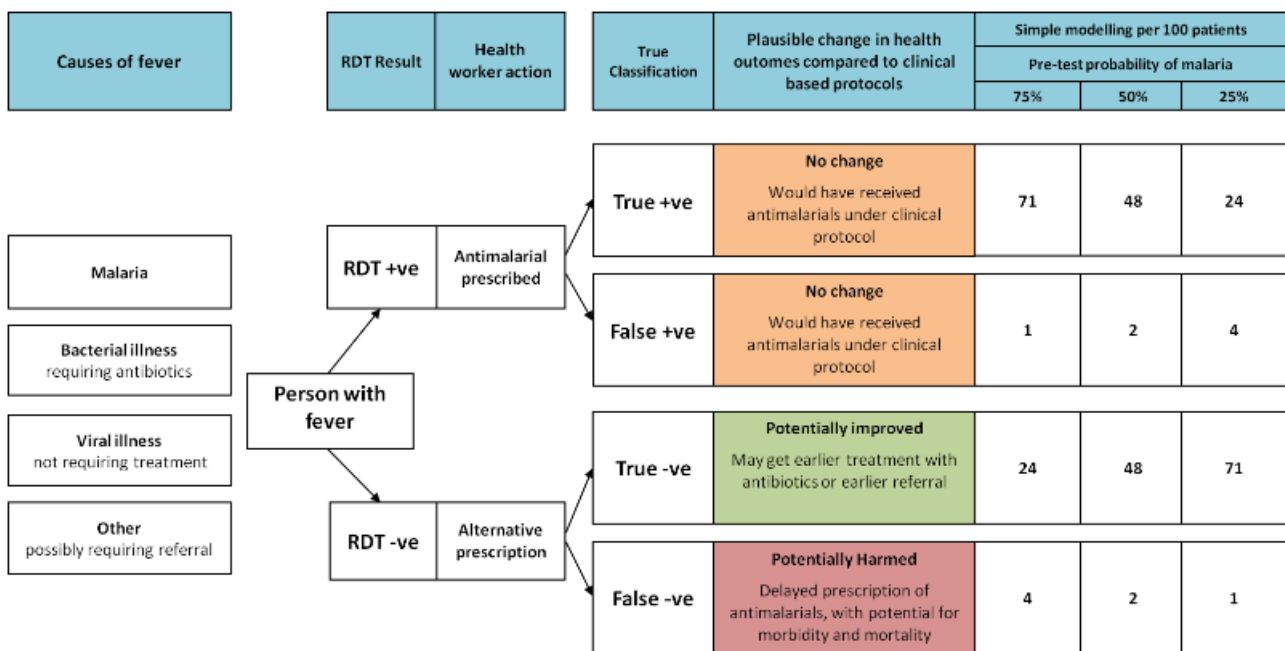 Causes of fever
RDT Result
Health
worker action
True
Classification
Plausible change in health
outomes compared to clinical
based protocols
Simple modelling per 100 patients
Pre-test probability of malaria
75%
50%
25%
Malaria
Bacterial illness
requiring antibiotics
Viral illness
not requiring treatment
Other
possibly requiring referral
Person with
fever
RDT +ve
Antimalarial
prescribed
RDT -ve
Alternative
prescription
True +ve
No change
Would have received
antimalarials under clinical
protocol
71
48
24
False +ve
No change
Would have received
antimalarials under clinical
protocol
1
2
4
True -ve
Potentially improved
May get earlier treatment with
antibiotics or earlier referral
24
48
71
False -ve
Potentially Harmed
Delayed prescription of
antimalarials, with potential for
morbidity and mortality
4
2
1